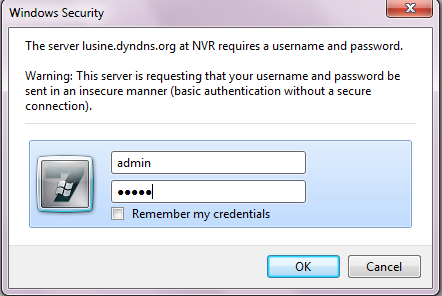 Windows Security
The server lusine.dyndns.org at NVR requires a username and password.
Warning: This server is requesting that your username and password be
sent in an insecure manner (basic authentication without a secure
connection).
admin
●●●●●
Remember my credentials
OK
Cancel